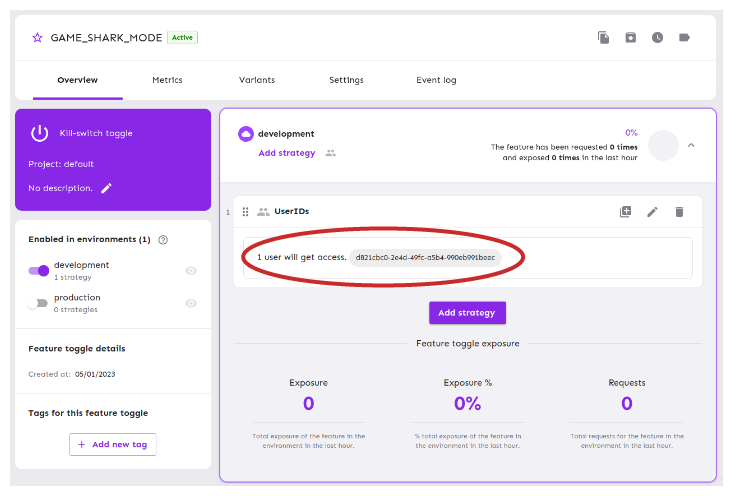 GAME_SHARK_MODE Active
Overview Metrics Variants Settings Event log
Kill-switch toggle
Project: default
No description.
Enabled in environments (1)
development
1 strategy
production
0 strategies
Feature toggle details
Created at: 05/01/2023
Tags for this feature toggle
+ Add new tag
development
Add strategy
0%
The feature has been requested 0 times
and exposed 0 times in the last hour
1
UserIDs
1 user will get access. d821cbc0-2e4d-49fc-a5b4-990eb991beec
Add strategy
Feature toggle exposure
Exposure
0
Total exposure of the feature in the
environment in the last hour.
Exposure %
0%
% total exposure of the feature in
the environment in the last hour.
Requests
0
Total requests for the feature in the
environment in the last hour.